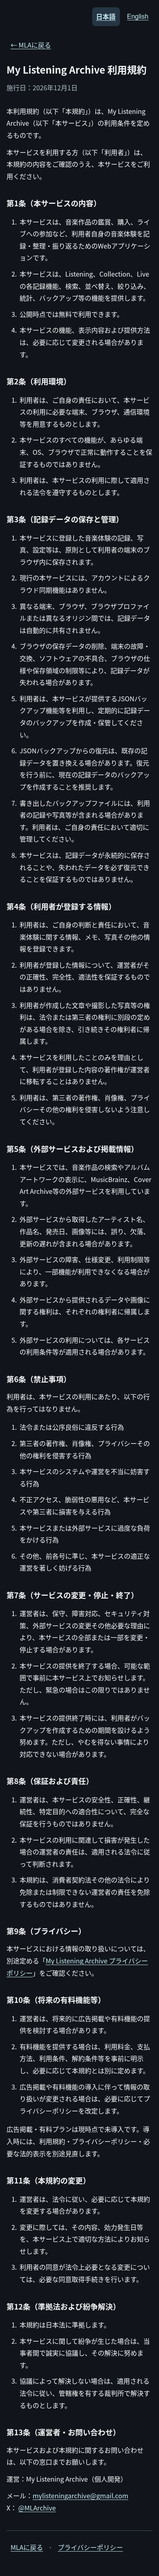 日本語 English
← MLAに戻る
My Listening Archive 利用規約
施行日：2026年12月1日
本利用規約（以下「本規約」）は、My Listening
Archive（以下「本サービス」）の利用条件を定め
るものです。
本サービスを利用する方（以下「利用者」）は、
本規約の内容をご確認のうえ、本サービスをご利
用ください。
第1条（本サービスの内容）
1. 本サービスは、音楽作品の鑑賞、購入、ライ
ブへの参加など、利用者自身の音楽体験を記
録・整理・振り返るためのWebアプリケーショ
ンです。
2. 本サービスは、Listening、Collection、Live
の各記録機能、検索、並べ替え、絞り込み、
統計、バックアップ等の機能を提供します。
3. 公開時点では無料で利用できます。
4. 本サービスの機能、表示内容および提供方法
は、必要に応じて変更される場合がありま
す。
第2条（利用環境）
1. 利用者は、ご自身の責任において、本サービ
スの利用に必要な端末、ブラウザ、通信環境
等を用意するものとします。
2. 本サービスのすべての機能が、あらゆる端
末、OS、ブラウザで正常に動作することを保
証するものではありません。
3. 利用者は、本サービスの利用に際して適用さ
れる法令を遵守するものとします。
第3条（記録データの保存と管理）
1. 本サービスに登録した音楽体験の記録、写
真、設定等は、原則として利用者の端末のブ
ラウザ内に保存されます。
2. 現行の本サービスには、アカウントによるクラ
ウド同期機能はありません。
3. 異なる端末、ブラウザ、ブラウザプロファイ
ルまたは異なるオリジン間では、記録データ
は自動的に共有されません。
4. ブラウザの保存データの削除、端末の故障・
交換、ソフトウェアの不具合、ブラウザの仕
様や保存領域の制限等により、記録データが
失われる場合があります。
5. 利用者は、本サービスが提供するJSONバッ
クアップ機能等を利用し、定期的に記録デー
タのバックアップを作成・保管してくださ
い。
6. JSONバックアップからの復元は、既存の記
録データを置き換える場合があります。復元
を行う前に、現在の記録データのバックアッ
プを作成することを推奨します。
7. 書き出したバックアップファイルには、利用
者の記録や写真等が含まれる場合がありま
す。利用者は、ご自身の責任において適切に
管理してください。
8. 本サービスは、記録データが永続的に保存さ
れることや、失われたデータを必ず復元でき
ることを保証するものではありません。
第4条（利用者が登録する情報）
1. 利用者は、ご自身の判断と責任において、音
楽体験に関する情報、メモ、写真その他の情
報を登録できます。
2. 利用者が登録した情報について、運営者がそ
の正確性、完全性、適法性を保証するもので
はありません。
3. 利用者が作成した文章や撮影した写真等の権
利は、法令または第三者の権利に別段の定め
がある場合を除き、引き続きその権利者に帰
属します。
4. 本サービスを利用したことのみを理由とし
て、利用者が登録した内容の著作権が運営者
に移転することはありません。
5. 利用者は、第三者の著作権、肖像権、プライ
バシーその他の権利を侵害しないよう注意し
てください。
第5条（外部サービスおよび掲載情報）
1. 本サービスでは、音楽作品の検索やアルバム
アートワークの表示に、MusicBrainz、Cover
Art Archive等の外部サービスを利用していま
す。
2. 外部サービスから取得したアーティスト名、
作品名、発売日、画像等には、誤り、欠落、
更新の遅れが含まれる場合があります。
3. 外部サービスの障害、仕様変更、利用制限等
により、一部機能が利用できなくなる場合が
あります。
4. 外部サービスから提供されるデータや画像に
関する権利は、それぞれの権利者に帰属しま
す。
5. 外部サービスの利用については、各サービス
の利用条件等が適用される場合があります。
第6条（禁止事項）
利用者は、本サービスの利用にあたり、以下の行
為を行ってはなりません。
1. 法令または公序良俗に違反する行為
2. 第三者の著作権、肖像権、プライバシーその
他の権利を侵害する行為
3. 本サービスのシステムや運営を不当に妨害す
る行為
4. 不正アクセス、脆弱性の悪用など、本サービ
スや第三者に損害を与える行為
5. 本サービスまたは外部サービスに過度な負荷
をかける行為
6. その他、前各号に準じ、本サービスの適正な
運営を著しく妨げる行為
第7条（サービスの変更・停止・終了）
1. 運営者は、保守、障害対応、セキュリティ対
策、外部サービスの変更その他必要な理由に
より、本サービスの全部または一部を変更・
停止する場合があります。
2. 本サービスの提供を終了する場合、可能な範
囲で事前に本サービス上でお知らせします。
ただし、緊急の場合はこの限りではありませ
ん。
3. 本サービスの提供終了時には、利用者がバッ
クアップを作成するための期間を設けるよう
努めます。ただし、やむを得ない事情により
対応できない場合があります。
第8条（保証および責任）
1. 運営者は、本サービスの安全性、正確性、継
続性、特定目的への適合性について、完全な
保証を行うものではありません。
2. 本サービスの利用に関連して損害が発生した
場合の運営者の責任は、適用される法令に従
って判断されます。
3. 本規約は、消費者契約法その他の法令により
免除または制限できない運営者の責任を免除
するものではありません。
第9条（プライバシー）
本サービスにおける情報の取り扱いについては、
別途定める「My Listening Archive プライバシー
ポリシー」をご確認ください。
第10条（将来の有料機能等）
1. 運営者は、将来的に広告掲載や有料機能の提
供を検討する場合があります。
2. 有料機能を提供する場合は、利用料金、支払
方法、利用条件、解約条件等を事前に明示
し、必要に応じて本規約とは別に定めます。
3. 広告掲載や有料機能の導入に伴って情報の取
り扱いが変更される場合は、必要に応じてプ
ライバシーポリシーを改定します。
広告掲載・有料プランは現時点で未導入です。導
入時には、利用規約・プライバシーポリシー・必
要な法的表示を別途見直します。
第11条（本規約の変更）
1. 運営者は、法令に従い、必要に応じて本規約
を変更する場合があります。
2. 変更に際しては、その内容、効力発生日等
を、本サービス上で適切な方法によりお知ら
せします。
3. 利用者の同意が法令上必要となる変更につい
ては、必要な同意取得手続きを行います。
第12条（準拠法および紛争解決）
1. 本規約は日本法に準拠します。
2. 本サービスに関して紛争が生じた場合は、当
事者間で誠実に協議し、その解決に努めま
す。
3. 協議によって解決しない場合は、適用される
法令に従い、管轄権を有する裁判所で解決す
るものとします。
第13条（運営者・お問い合わせ）
本サービスおよび本規約に関するお問い合わせ
は、以下の窓口までお願いします。
運営：My Listening Archive（個人開発）
メール：mylisteningarchive@gmail.com
X：@MLArchive
MLAに戻る · プライバシーポリシー